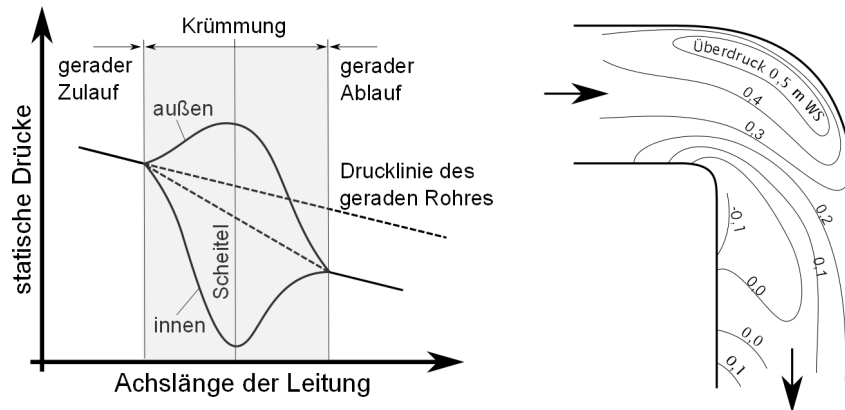 Krümmung
gerader
Zulauf
gerader
Ablauf
außen
Drucklinie des
geraden Rohres
Scheitel
innen
statische Drücke
Achslänge der Leitung
Überdruck 0,5 m WS
0,4
0,3
0,2
0,1
-0,1
0,0
0,0
0,1